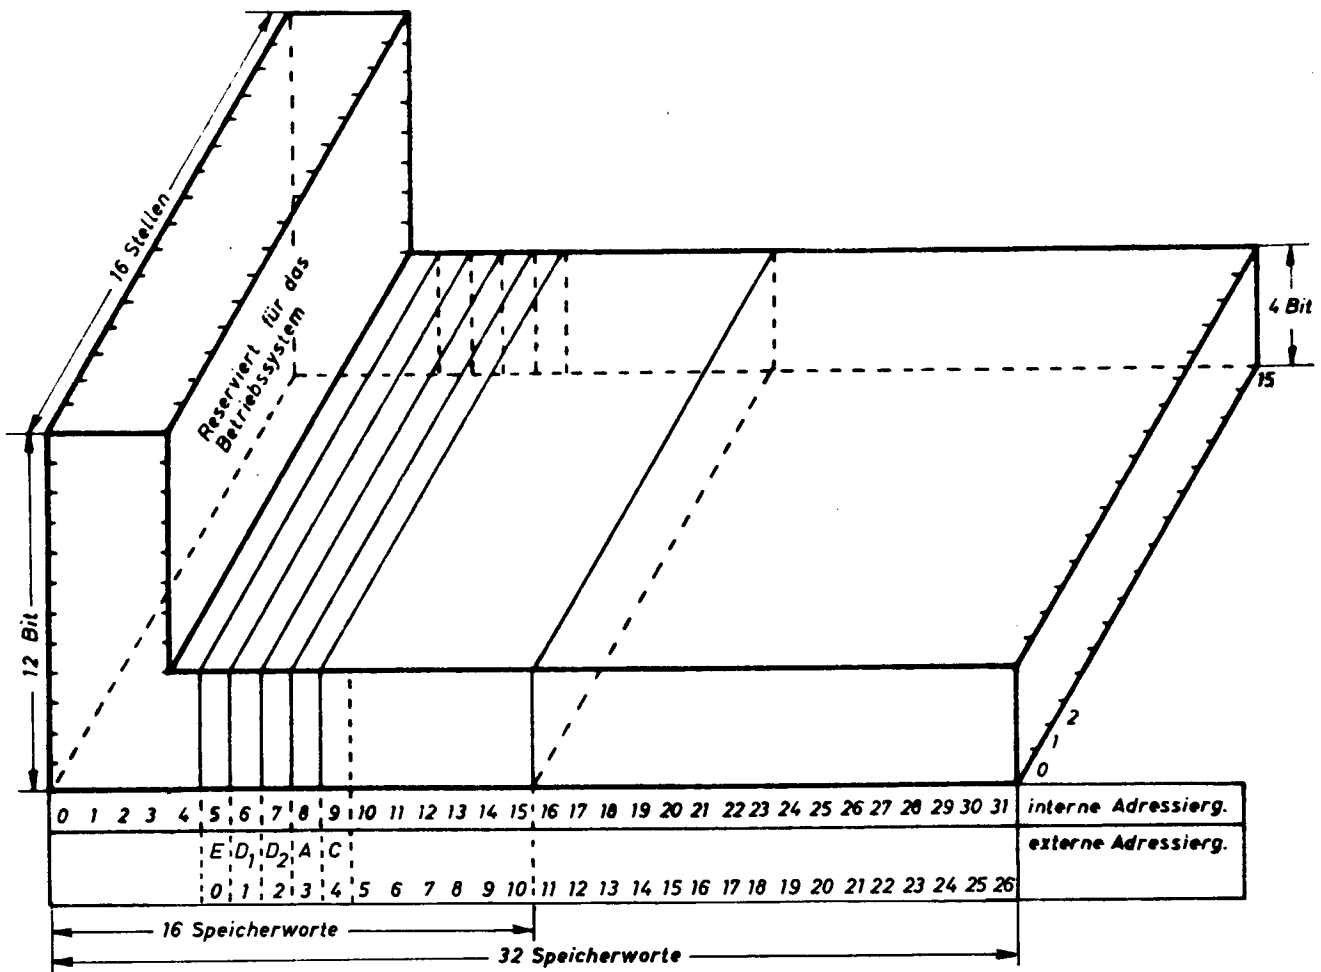 16 Stellen
Reserviert für das
Betriebssystem
4 Bit
15
12 Bit
2
1
0
0 1 2 3 4 5 6 7 8 9 10 11 12 13 14 15 16 17 18 19 20 21 22 23 24 25 26 27 28 29 30 31 interne Adressierg.
E D₁ D₂ A C externe Adressierg.
0 1 2 3 4 5 6 7 8 9 10 11 12 13 14 15 16 17 18 19 20 21 22 23 24 25 26
16 Speicherworte
32 Speicherworte